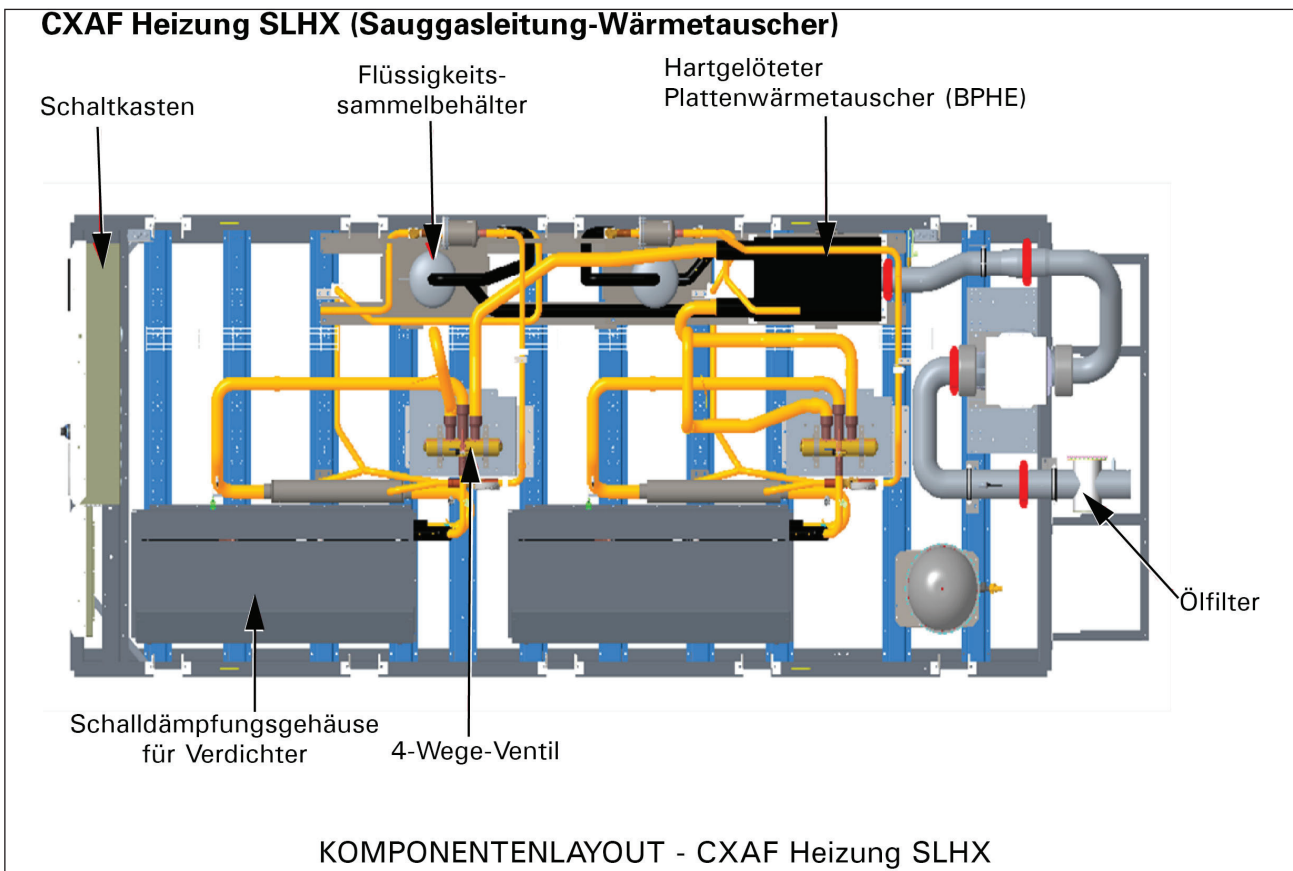 CXAF Heizung SLHX (Sauggasleitung-Wärmetauscher)
Schaltkasten
Flüssigkeits-
sammelbehälter
Hartgelöteter
Plattenwärmetauscher (BPHE)
Ölfilter
Schalldämpfungsgehäuse
für Verdichter
4-Wege-Ventil
KOMPONENTENLAYOUT - CXAF Heizung SLHX